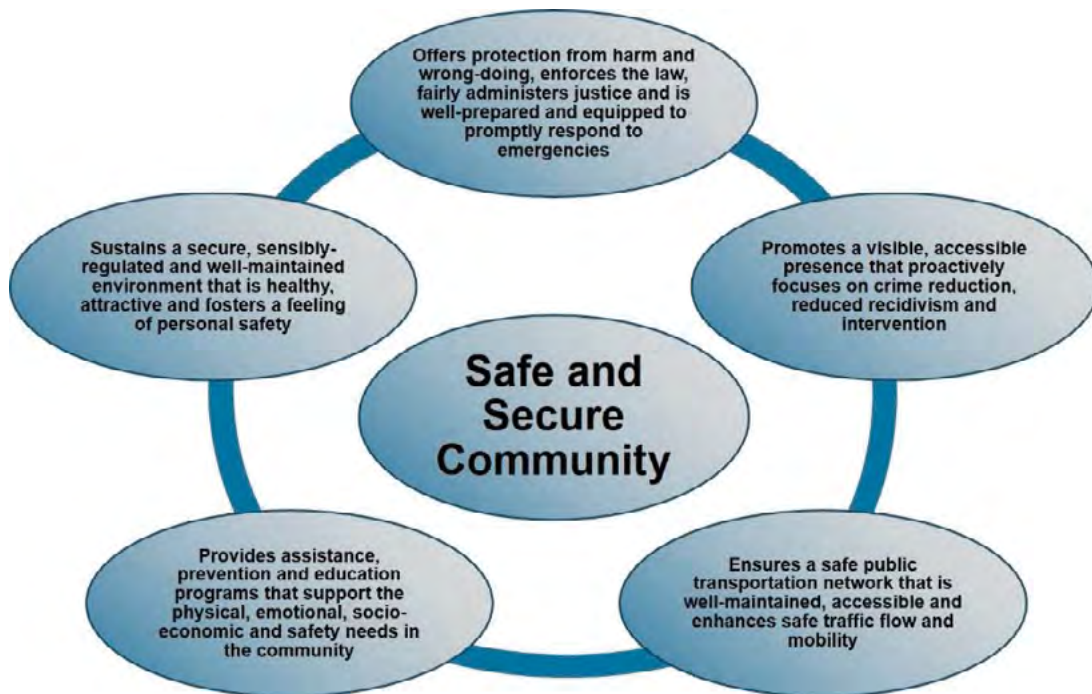 Offers protection from harm and
wrong-doing, enforces the law,
fairly administers justice and is
well-prepared and equipped to
promptly respond to
emergencies
Promotes a visible, accessible
presence that proactively
focuses on crime reduction,
reduced recidivism and
intervention
Ensures a safe public
transportation network that is
well-maintained, accessible and
enhances safe traffic flow and
mobility
Provides assistance,
prevention and education
programs that support the
physical, emotional, socio-
economic and safety needs in
the community
Sustains a secure, sensibly-
regulated and well-maintained
environment that is healthy,
attractive and fosters a feeling
of personal safety
Safe and
Secure
Community